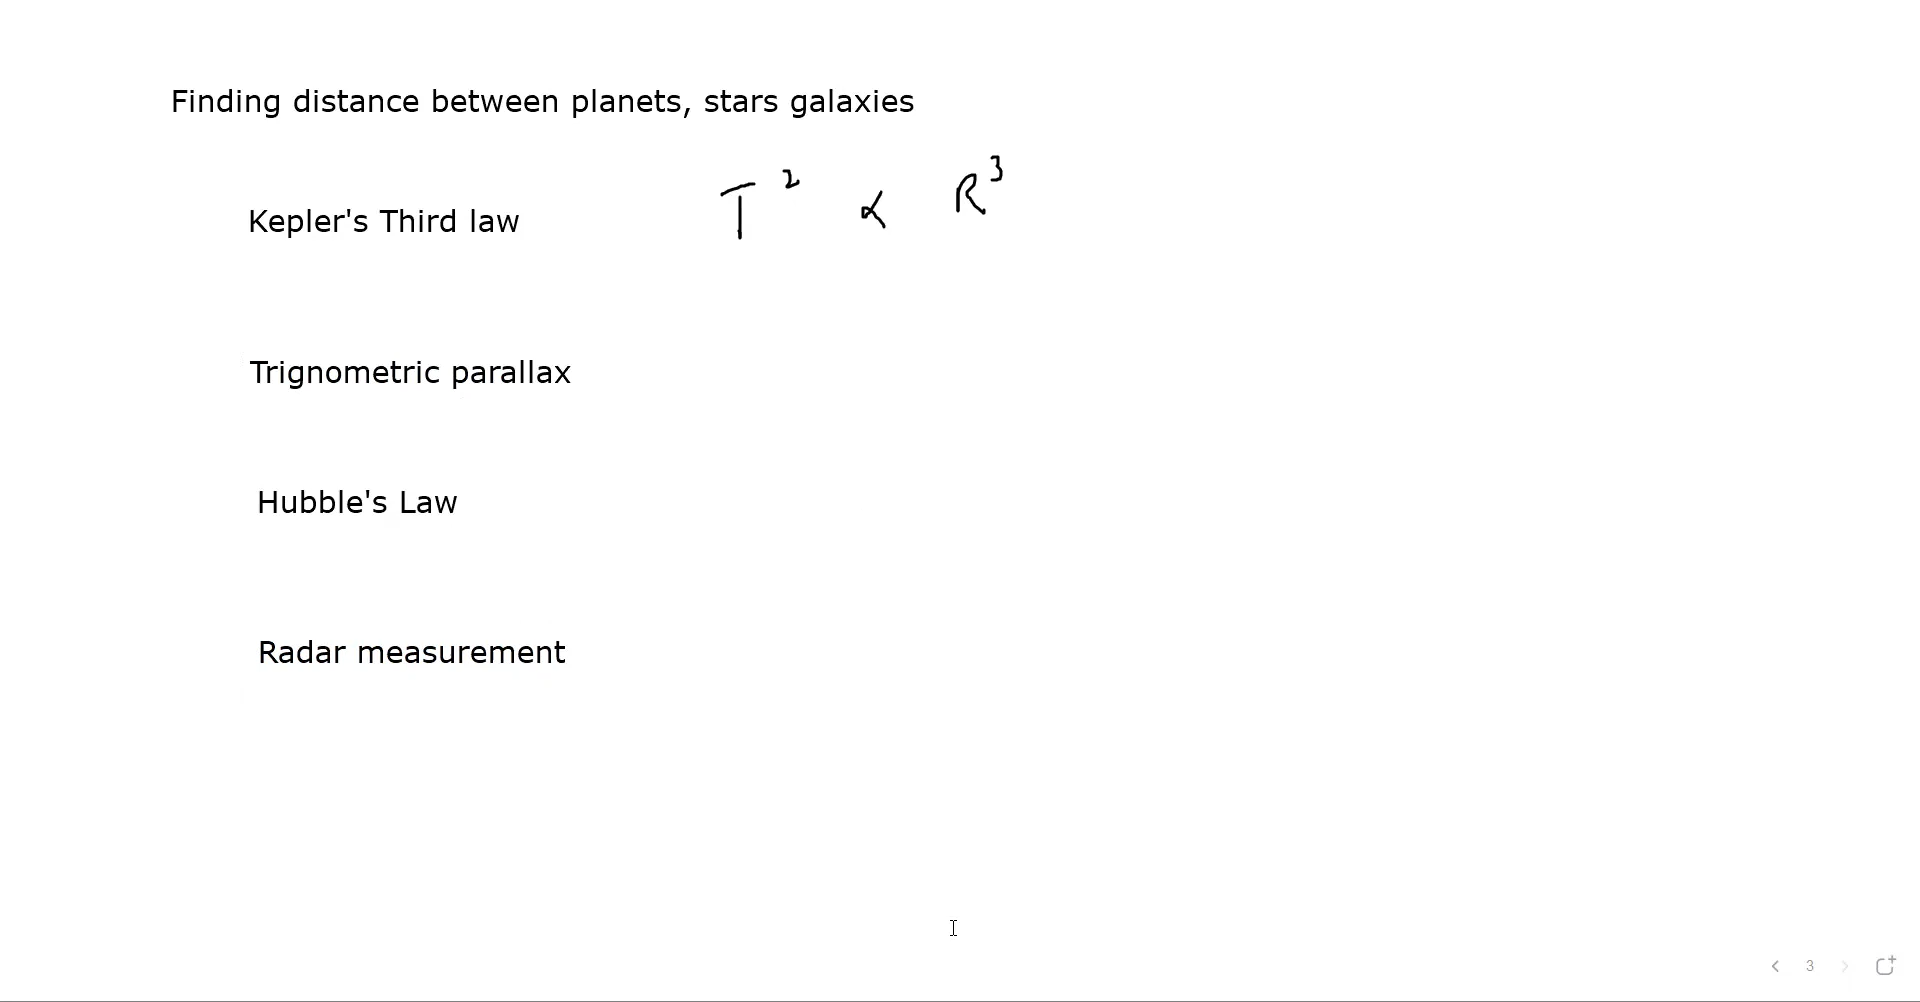 Finding distance between planets, stars galaxies
Kepler's Third law T² ∝ R³
Trignometric parallax
Hubble's Law
Radar measurement
3